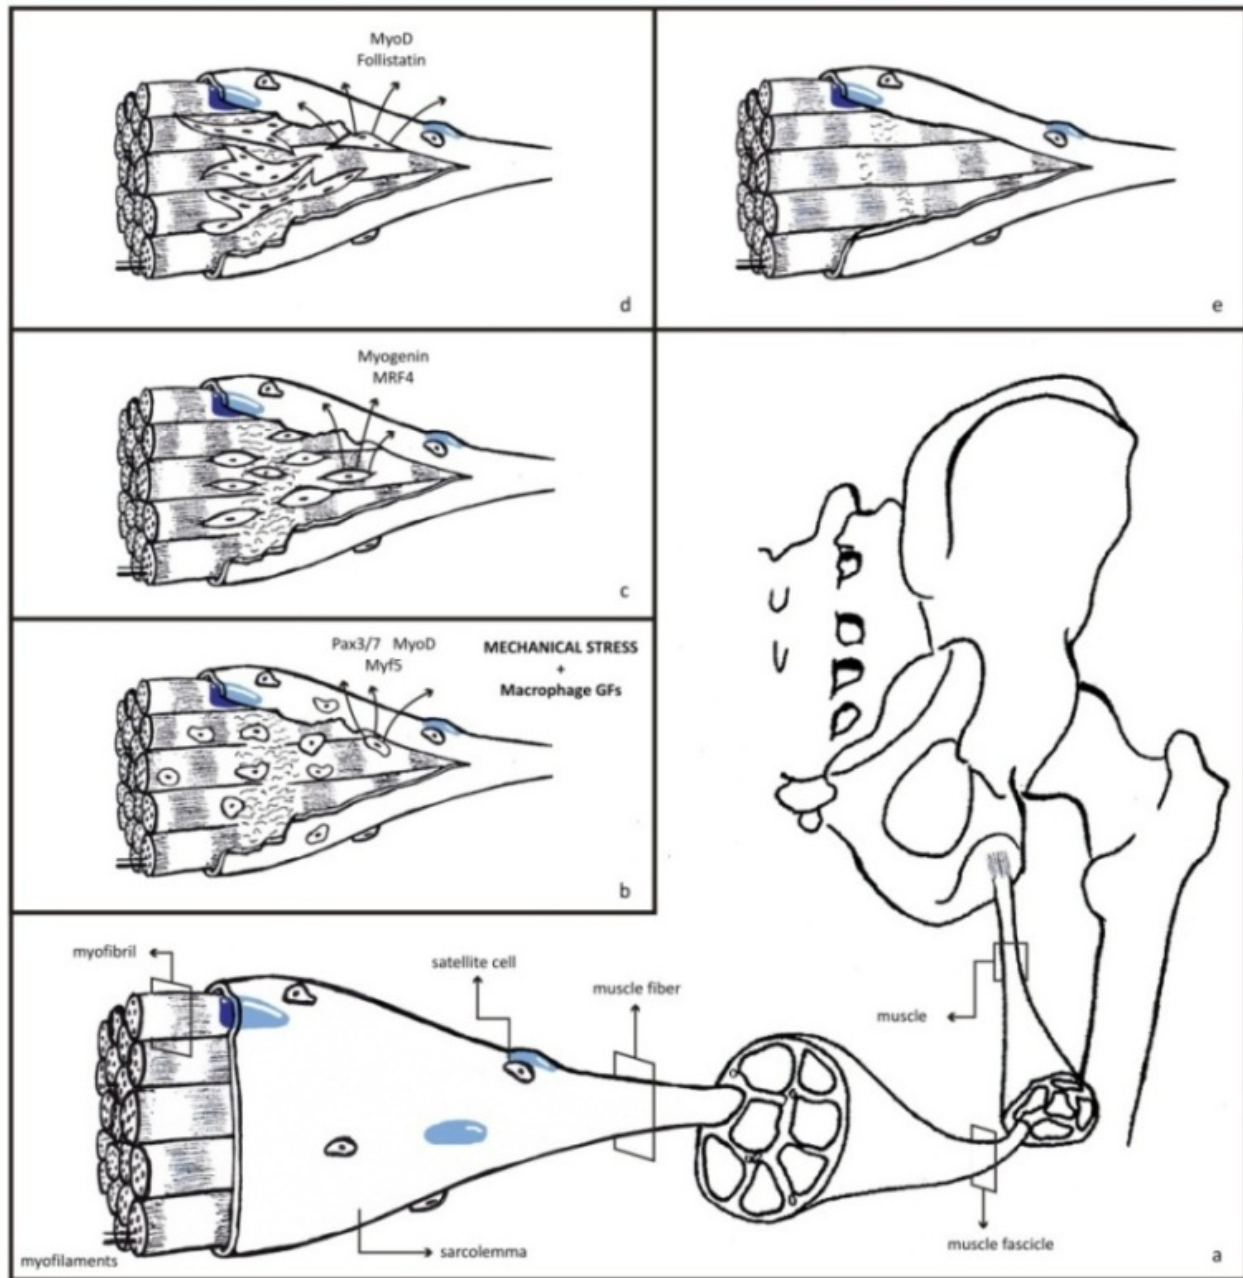 MyoD
Follistatin
d
e
Myogenin
MRF4
c
Pax3/7 MyoD
Myf5
MECHANICAL STRESS
+
Macrophage GFs
b
myofibril
satellite cell
muscle fiber
muscle
myofilaments
sarcolemma
muscle fascicle
a